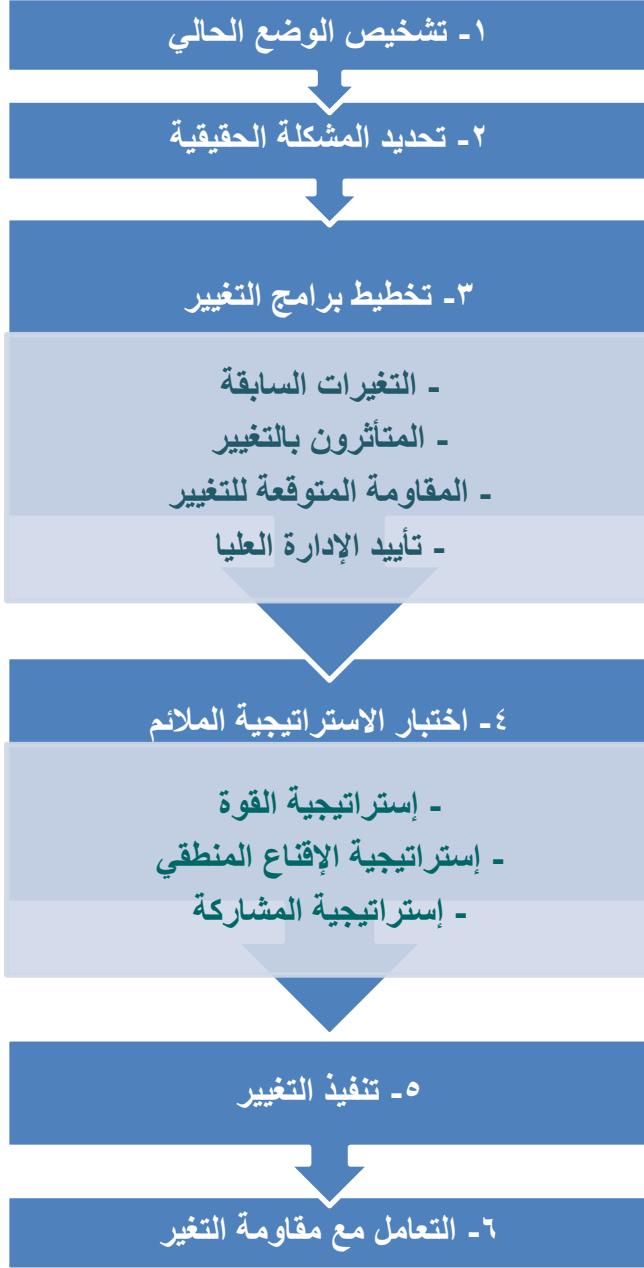 ١- تشخيص الوضع الحالي
٢- تحديد المشكلة الحقيقية
٣- تخطيط برامج التغيير
- التغيرات السابقة
- المتأثرون بالتغيير
- المقاومة المتوقعة للتغيير
- تأييد الإدارة العليا
٤- اختبار الاستراتيجية الملائم
- إستراتيجية القوة
- إستراتيجية الإقناع المنطقي
- إستراتيجية المشاركة
٥- تنفيذ التغيير
٦- التعامل مع مقاومة التغير